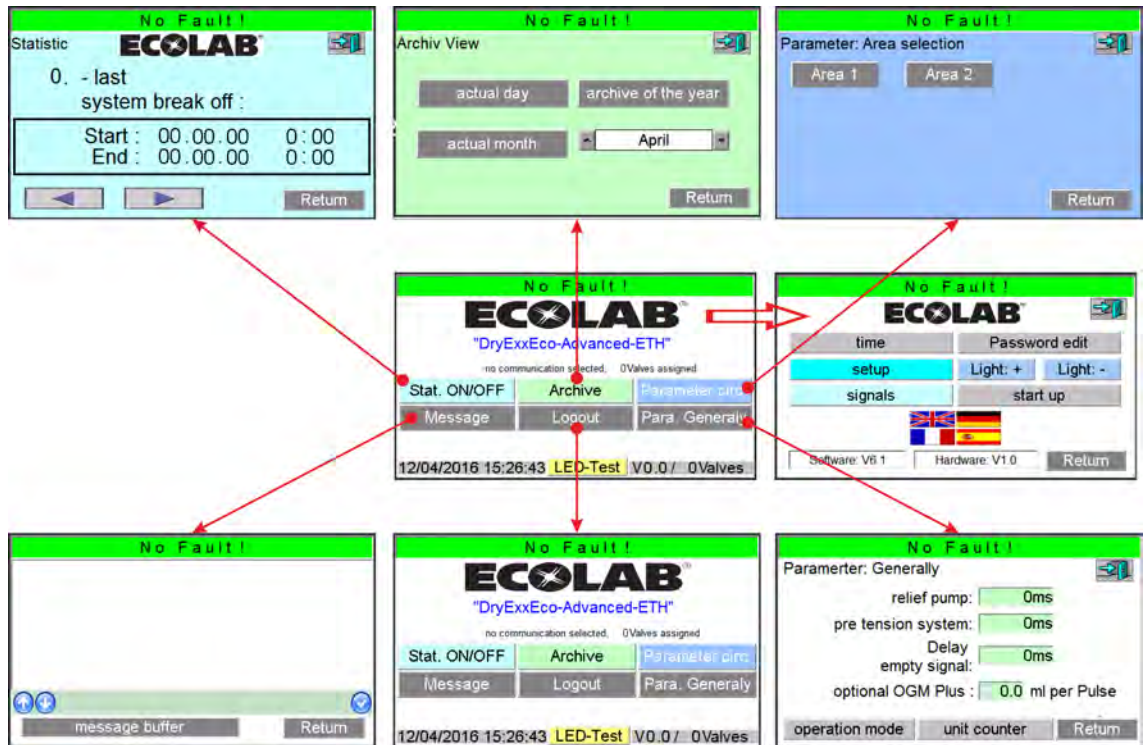 No Fault!
Statistic ECOLAB®
0. - last
system break off :
Start : 00.00.00 0:00
End : 00.00.00 0:00
Return
No Fault!
Archiv View
actual day archive of the year
actual month April
Return
No Fault!
Parameter: Area selection
Area 1 Area 2
Return
No Fault!
ECOLAB®
"DryExxEco-Advanced-ETH"
no communication selected, 0Valves assigned
Stat. ON/OFF Archive Parameter circ.
Message Logout Para. Generaly
12/04/2016 15:26:43 LED-Test V0.0/ 0Valves
No Fault!
ECOLAB®
time Password edit
setup Light: + Light: -
signals start up
Software: V6.1 Hardware: V1.0 Return
No Fault!
message buffer Return
No Fault!
ECOLAB®
"DryExxEco-Advanced-ETH"
no communication selected, 0Valves assigned
Stat. ON/OFF Archive Parameter circ.
Message Logout Para. Generaly
12/04/2016 15:26:43 LED-Test V0.0/ 0Valves
No Fault!
Paramerter: Generally
relief pump: 0ms
pre tension system: 0ms
Delay
empty signal: 0ms
optional OGM Plus : 0.0 ml per Pulse
operation mode unit counter Return